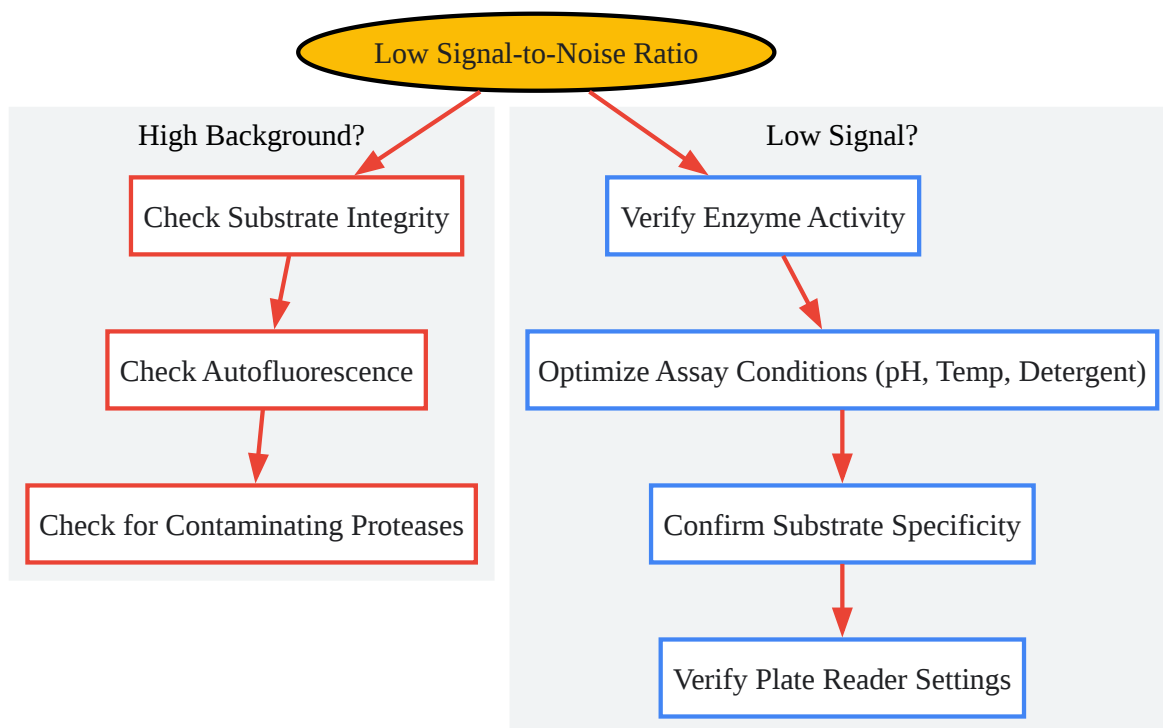 Low Signal-to-Noise Ratio
High Background?
Check Substrate Integrity
Check Autofluorescence
Check for Contaminating Proteases
Low Signal?
Verify Enzyme Activity
Optimize Assay Conditions (pH, Temp, Detergent)
Confirm Substrate Specificity
Verify Plate Reader Settings